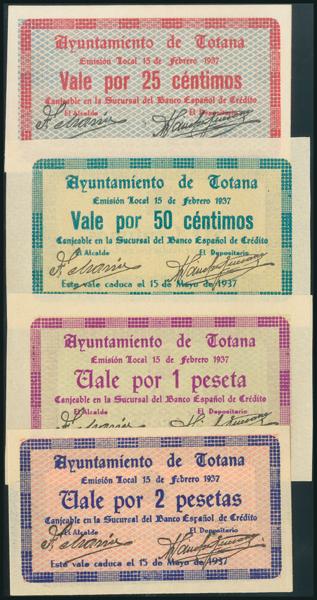 Ayuntamiento de Totana
Emisión Local 15 de Febrero 1937
Vale por 25 céntimos
Canjeable en la Sucursal del Banco Español de Crédito
El Alcalde El Depositario
Ayuntamiento de Totana
Emisión Local 15 de Febrero 1937
Vale por 50 céntimos
Canjeable en la Sucursal del Banco Español de Crédito
El Alcalde El Depositario
Este vale caduca el 15 de Mayo de 1937
Ayuntamiento de Totana
Emisión Local 15 de Febrero 1937
Vale por 1 peseta
Canjeable en la Sucursal del Banco Español de Crédito
El Alcalde El Depositario
Ayuntamiento de Totana
Emisión Local 15 de Febrero 1937
Vale por 2 pesetas
Canjeable en la Sucursal del Banco Español de Crédito
El Alcalde El Depositario
Este vale caduca el 15 de Mayo de 1937